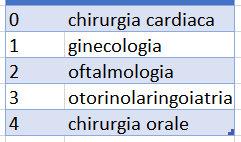 0 chirurgia cardiaca
1 ginecologia
2 oftalmologia
3 otorinolaringoiatria
4 chirurgia orale